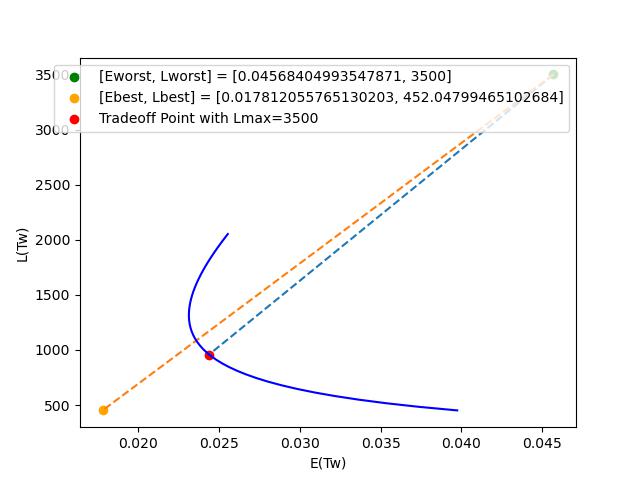 [Eworst, Lworst] = [0.04568404993547871, 3500]
[Ebest, Lbest] = [0.017812055765130203, 452.04799465102684]
Tradeoff Point with Lmax=3500
3500
3000
2500
2000
1500
1000
500
L(Tw)
0.020 0.025 0.030 0.035 0.040 0.045
E(Tw)